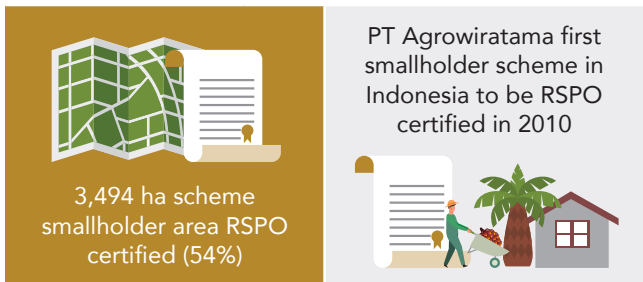 3,494 ha scheme
smallholder area RSPO
certified (54%)
PT Agrowiratama first
smallholder scheme in
Indonesia to be RSPO
certified in 2010